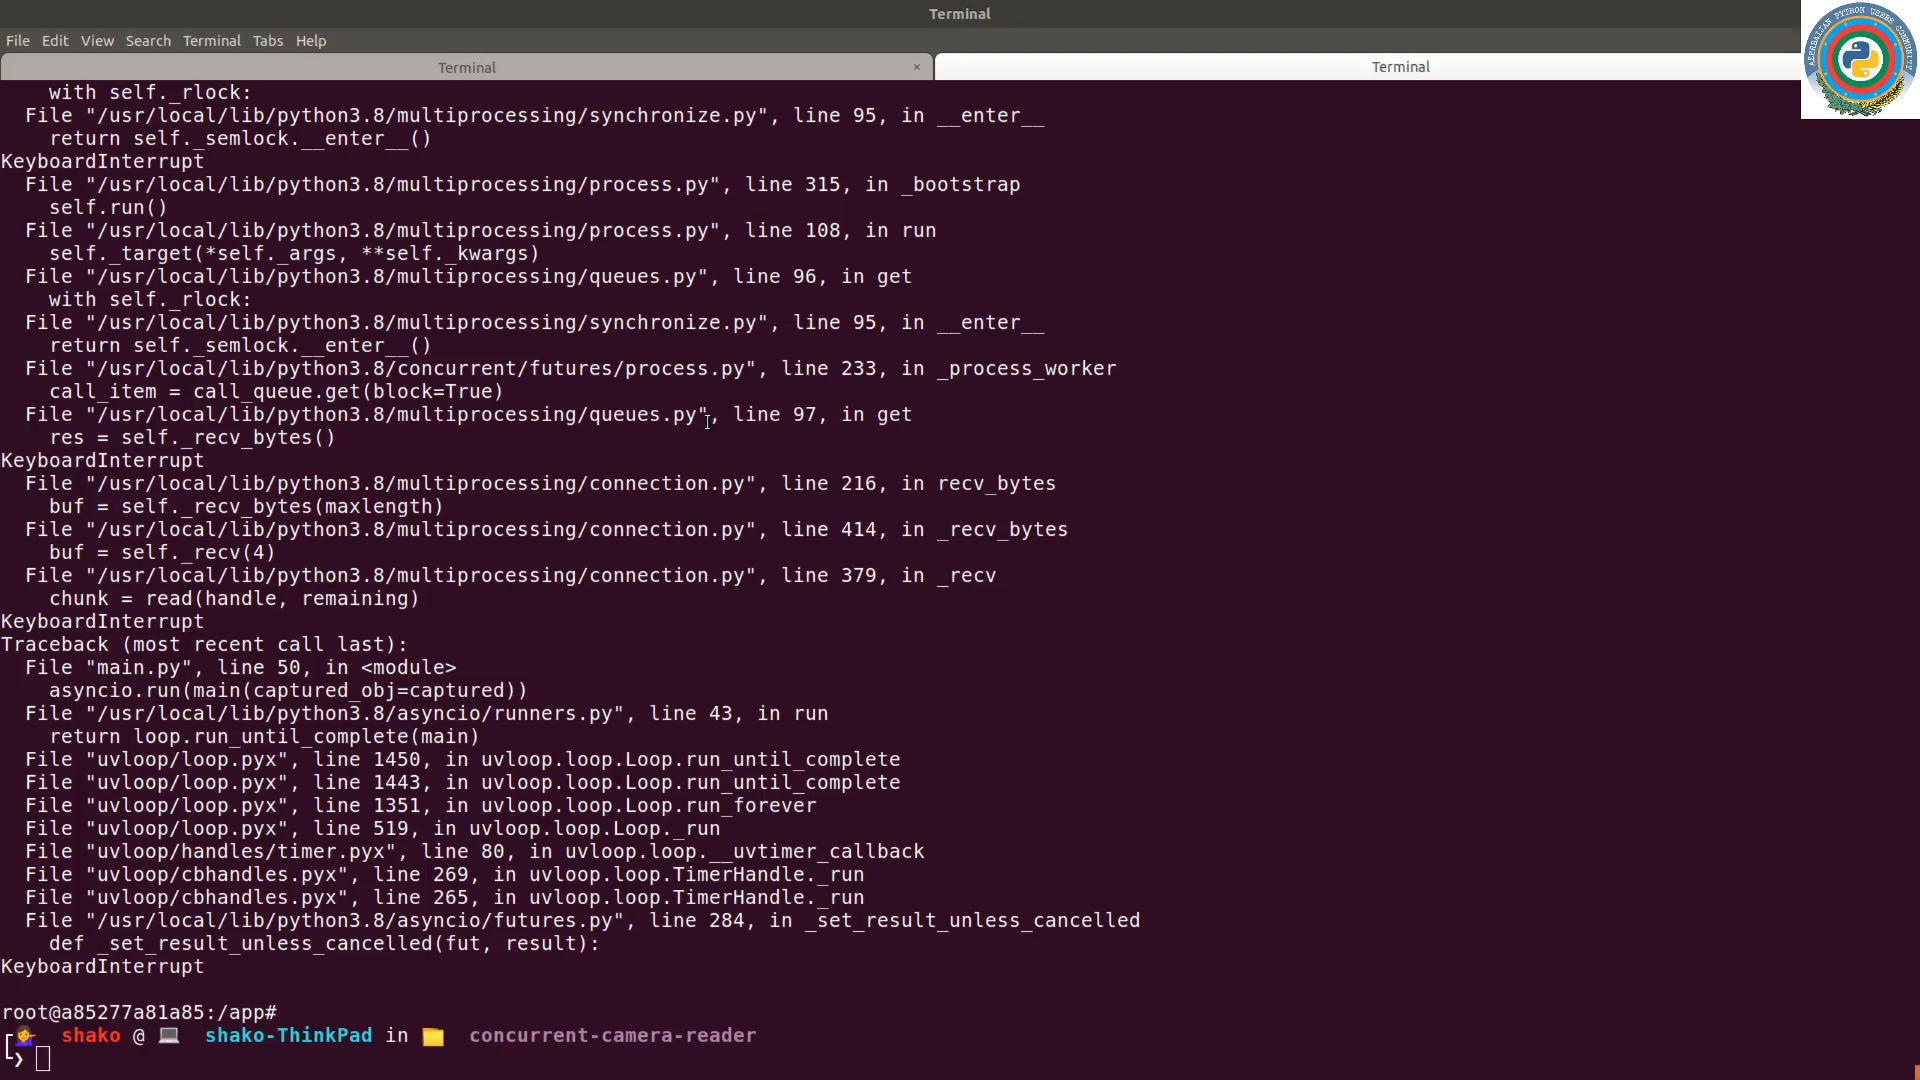 Terminal
File Edit View Search Terminal Tabs Help
Terminal × Terminal
AZERBAIJAN PYTHON USERS COMMUNITY
with self._rlock:
File "/usr/local/lib/python3.8/multiprocessing/synchronize.py", line 95, in __enter__
return self._semlock.__enter__()
KeyboardInterrupt
File "/usr/local/lib/python3.8/multiprocessing/process.py", line 315, in _bootstrap
self.run()
File "/usr/local/lib/python3.8/multiprocessing/process.py", line 108, in run
self._target(*self._args, **self._kwargs)
File "/usr/local/lib/python3.8/multiprocessing/queues.py", line 96, in get
with self._rlock:
File "/usr/local/lib/python3.8/multiprocessing/synchronize.py", line 95, in __enter__
return self._semlock.__enter__()
File "/usr/local/lib/python3.8/concurrent/futures/process.py", line 233, in _process_worker
call_item = call_queue.get(block=True)
File "/usr/local/lib/python3.8/multiprocessing/queues.py", line 97, in get
res = self._recv_bytes()
KeyboardInterrupt
File "/usr/local/lib/python3.8/multiprocessing/connection.py", line 216, in recv_bytes
buf = self._recv_bytes(maxlength)
File "/usr/local/lib/python3.8/multiprocessing/connection.py", line 414, in _recv_bytes
buf = self._recv(4)
File "/usr/local/lib/python3.8/multiprocessing/connection.py", line 379, in _recv
chunk = read(handle, remaining)
KeyboardInterrupt
Traceback (most recent call last):
File "main.py", line 50, in <module>
asyncio.run(main(captured_obj=captured))
File "/usr/local/lib/python3.8/asyncio/runners.py", line 43, in run
return loop.run_until_complete(main)
File "uvloop/loop.pyx", line 1450, in uvloop.loop.Loop.run_until_complete
File "uvloop/loop.pyx", line 1443, in uvloop.loop.Loop.run_until_complete
File "uvloop/loop.pyx", line 1351, in uvloop.loop.Loop.run_forever
File "uvloop/loop.pyx", line 519, in uvloop.loop.Loop._run
File "uvloop/handles/timer.pyx", line 80, in uvloop.loop.__uvtimer_callback
File "uvloop/cbhandles.pyx", line 269, in uvloop.loop.TimerHandle._run
File "uvloop/cbhandles.pyx", line 265, in uvloop.loop.TimerHandle._run
File "/usr/local/lib/python3.8/asyncio/futures.py", line 284, in _set_result_unless_cancelled
def _set_result_unless_cancelled(fut, result):
KeyboardInterrupt
root@a85277a81a85:/app#
shako @ shako-ThinkPad in concurrent-camera-reader
❯